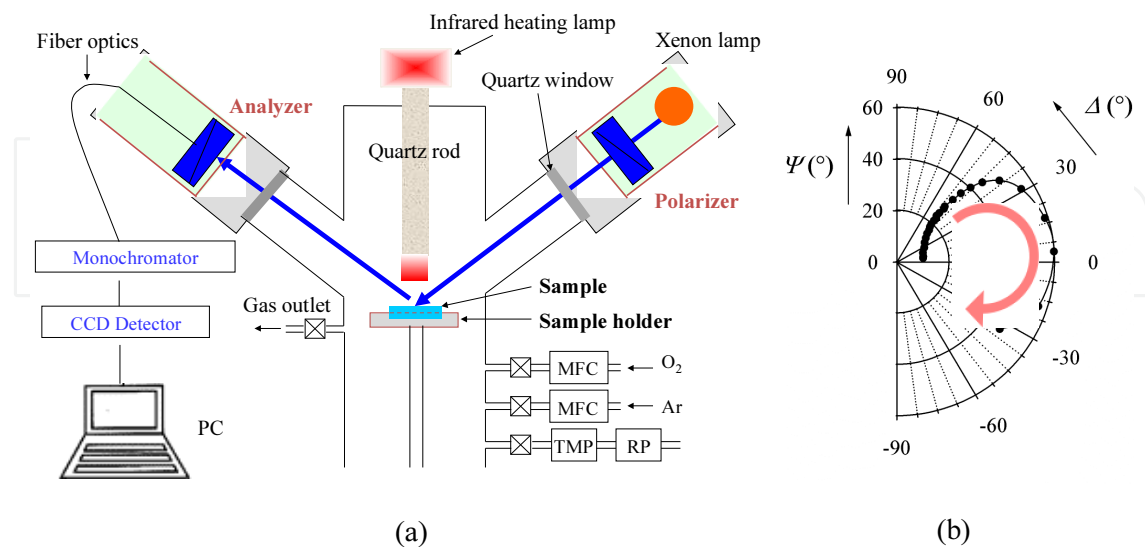 Infrared heating lamp
Fiber optics
Xenon lamp
Quartz window
Analyzer
Quartz rod
Polarizer
Monochromator
CCD Detector
PC
Gas outlet
Sample
Sample holder
MFC
O₂
MFC
Ar
TMP
RP
(a)
90
60
60
Δ (°)
Ψ (°)
40
30
20
0
0
-30
-60
-90
(b)